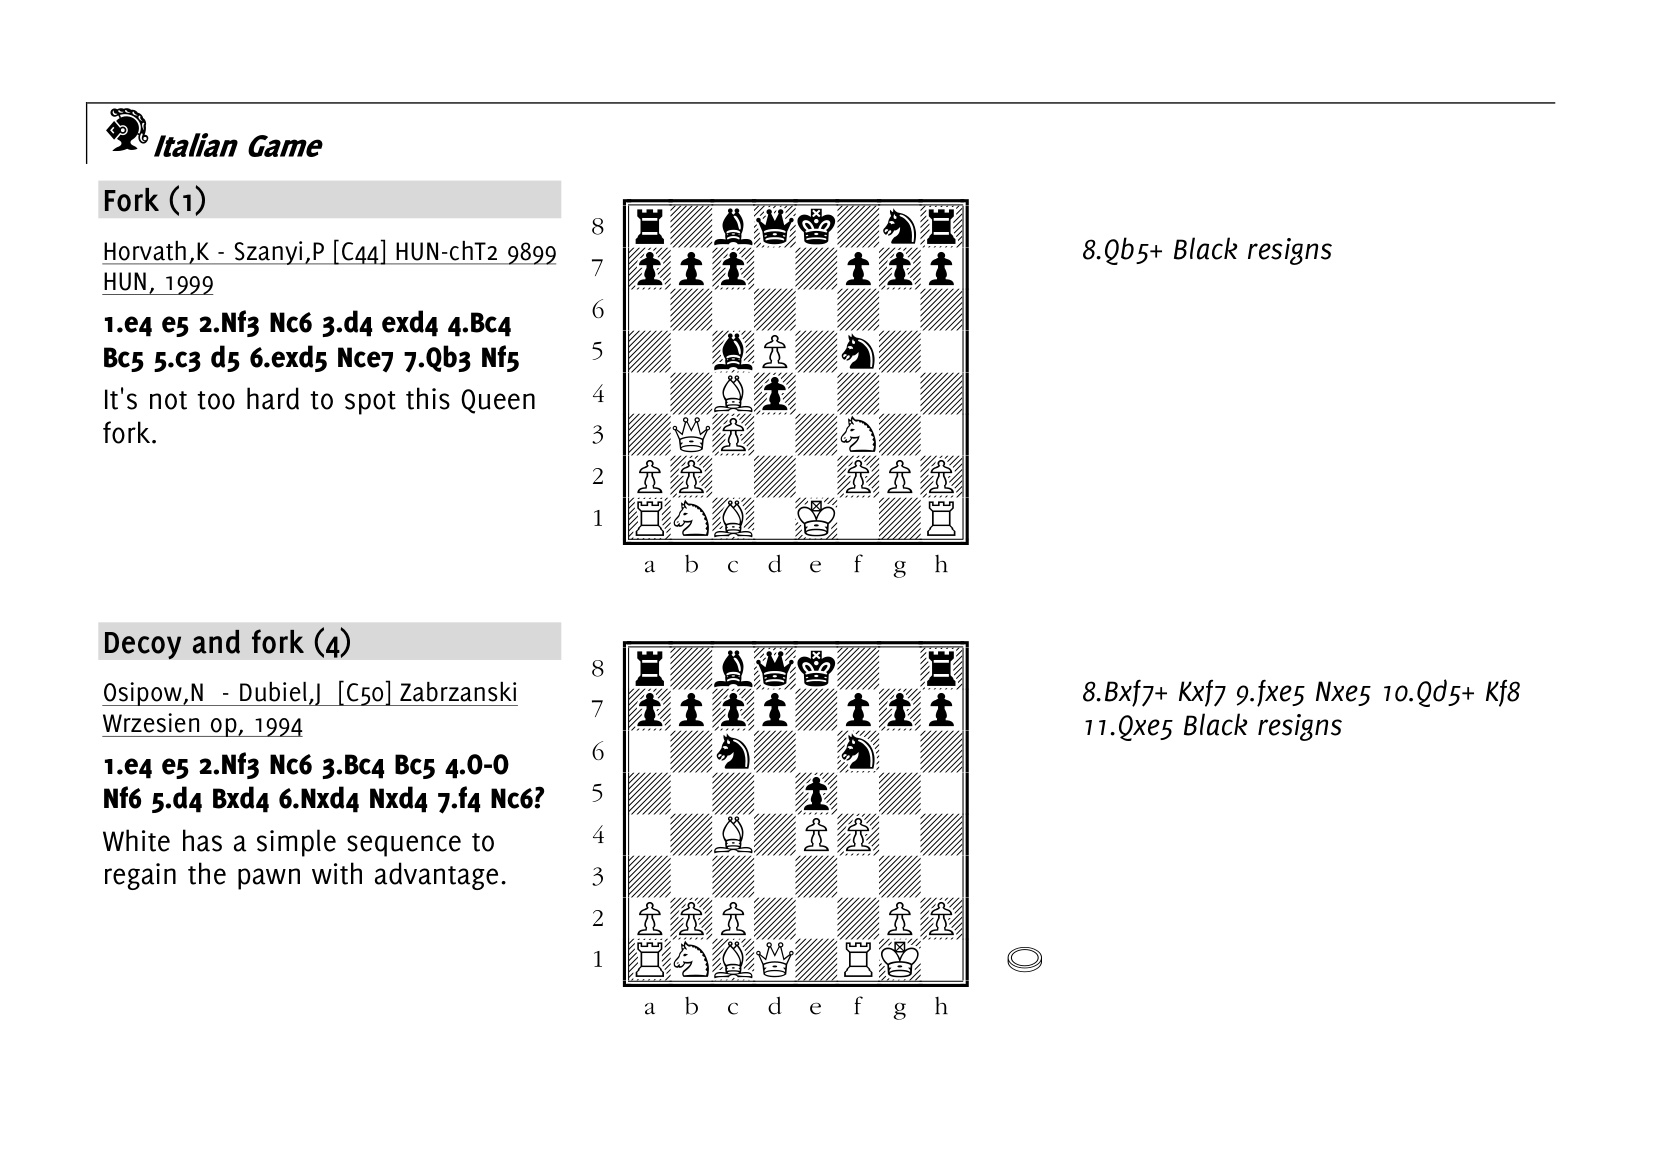 Italian Game
Fork (1)
Horvath,K - Szanyi,P [C44] HUN-chT2 9899
HUN, 1999
1.e4 e5 2.Nf3 Nc6 3.d4 exd4 4.Bc4
Bc5 5.c3 d5 6.exd5 Nce7 7.Qb3 Nf5
It's not too hard to spot this Queen
fork.
8
7
6
5
4
3
2
1
a b c d e f g h
8.Qb5+ Black resigns
Decoy and fork (4)
Osipow,N - Dubiel,J [C50] Zabrzanski
Wrzesien op, 1994
1.e4 e5 2.Nf3 Nc6 3.Bc4 Bc5 4.O-O
Nf6 5.d4 Bxd4 6.Nxd4 Nxd4 7.f4 Nc6?
White has a simple sequence to
regain the pawn with advantage.
8
7
6
5
4
3
2
1
a b c d e f g h
8.Bxf7+ Kxf7 9.fxe5 Nxe5 10.Qd5+ Kf8
11.Qxe5 Black resigns